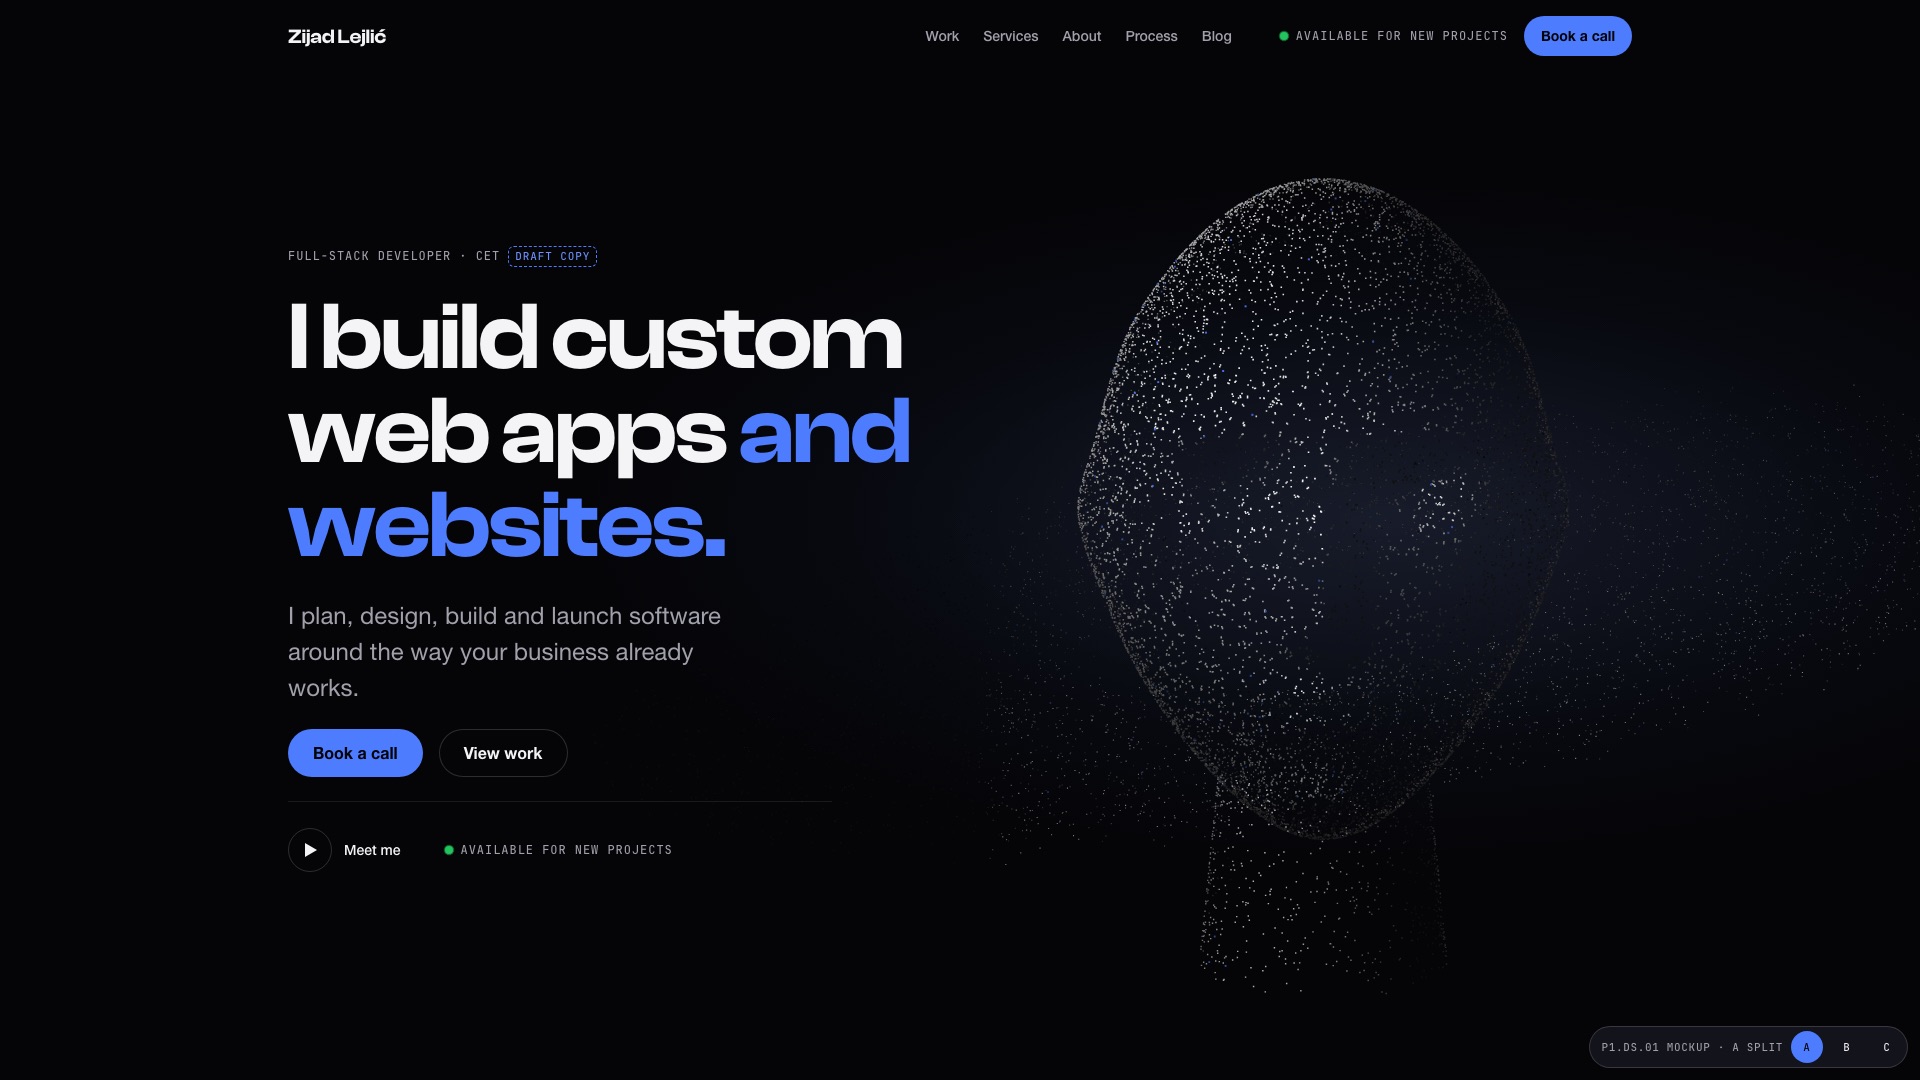 Zijad Lejlić
Work Services About Process Blog
AVAILABLE FOR NEW PROJECTS
Book a call
FULL-STACK DEVELOPER · CET DRAFT COPY
I build custom
web apps and
websites.
I plan, design, build and launch software
around the way your business already
works.
Book a call View work
Meet me AVAILABLE FOR NEW PROJECTS
P1.DS.01 MOCKUP · A SPLIT A B C